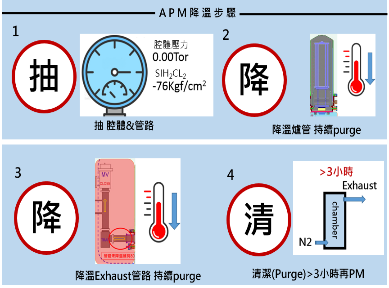 APM降溫步驟
1
抽
腔體壓力
0.00Tor
SIH2CL2
-76Kgf/cm2
抽 腔體&管路
2
降
降溫爐管 持續purge
3
降
MV
降溫Exhaust管路 持續purge
4
清
>3小時
Exhaust
chamber
N2
清潔(Purge)>3小時再PM